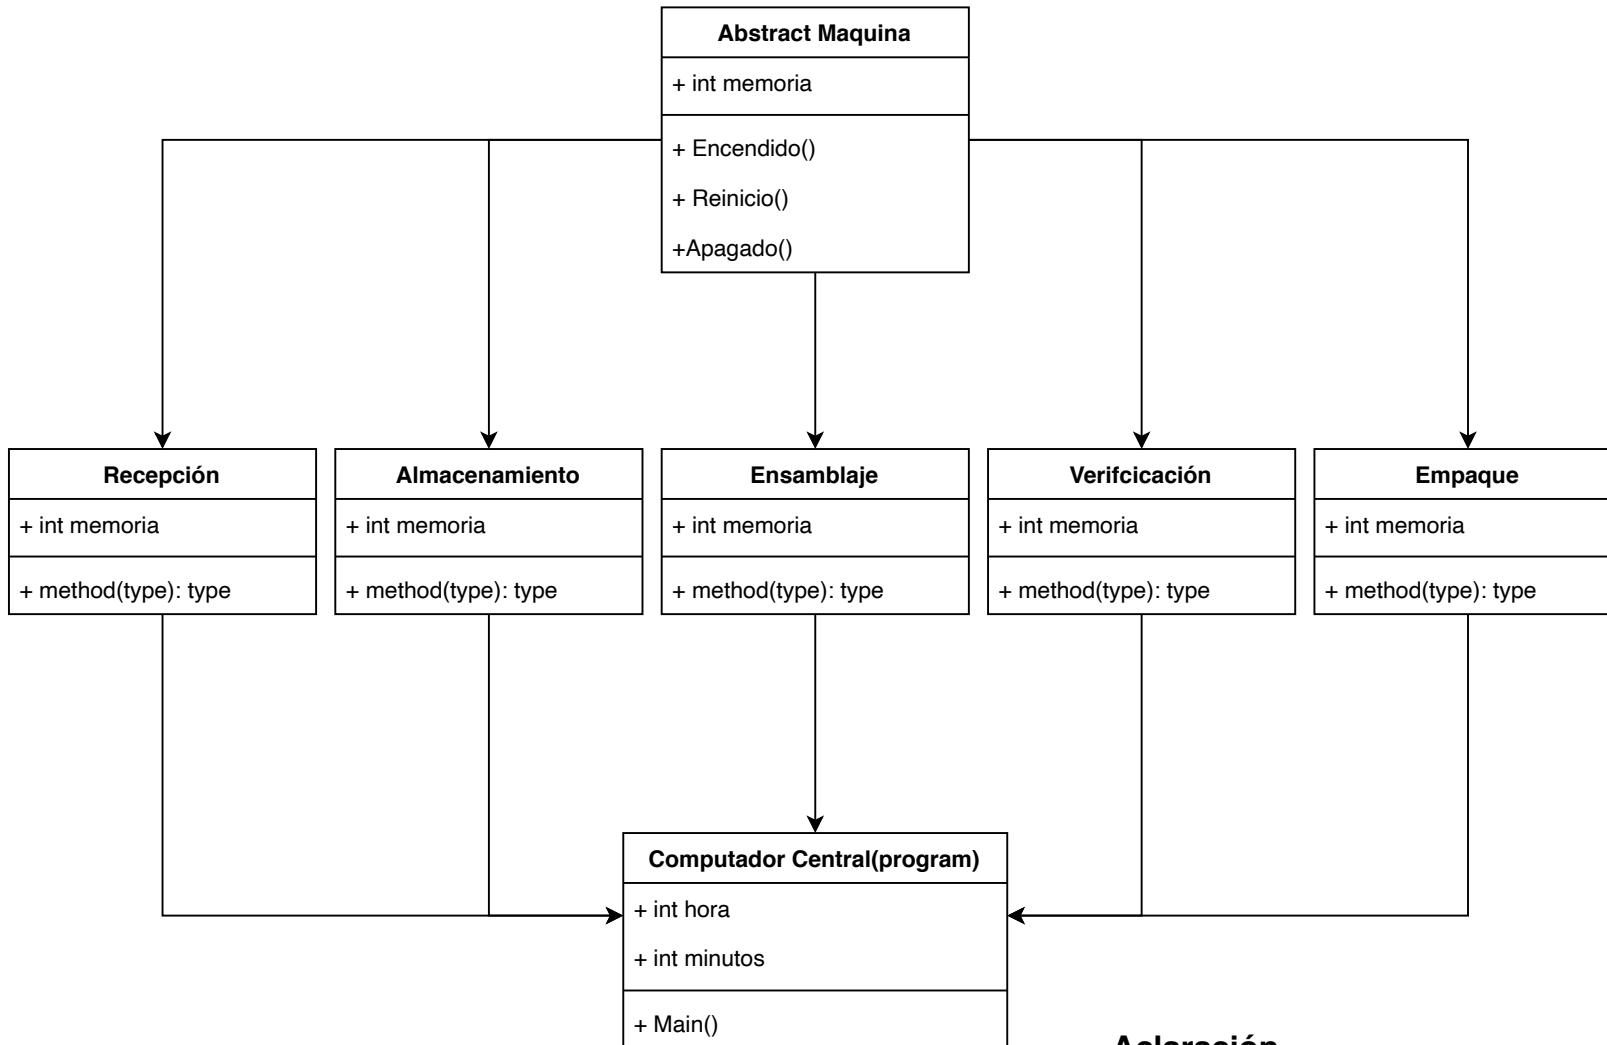 Abstract Maquina
+ int memoria
+ Encendido()
+ Reinicio()
+Apagado()
Recepción
+ int memoria
+ method(type): type
Almacenamiento
+ int memoria
+ method(type): type
Ensamblaje
+ int memoria
+ method(type): type
Verifcicación
+ int memoria
+ method(type): type
Empaque
+ int memoria
+ method(type): type
Computador Central(program)
+ int hora
+ int minutos
+ Main()
Aclaración